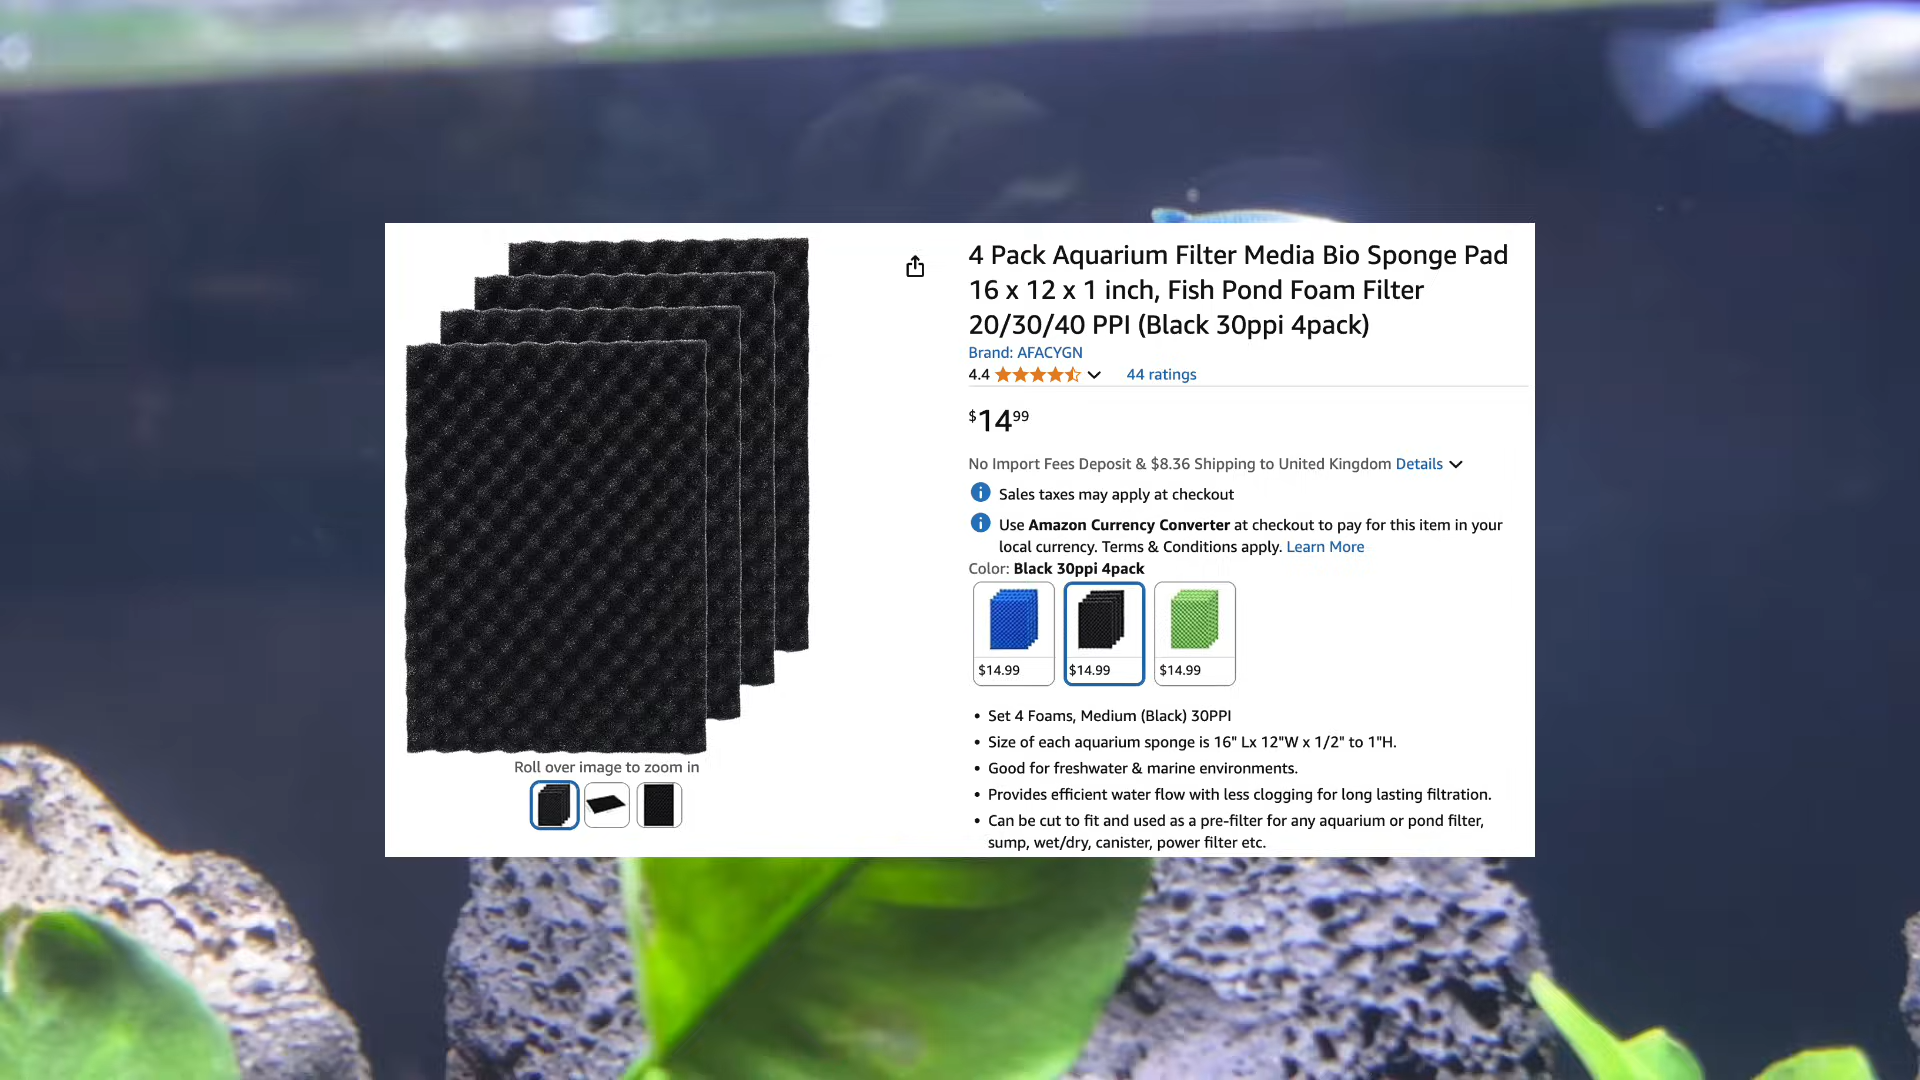 4 Pack Aquarium Filter Media Bio Sponge Pad
16 x 12 x 1 inch, Fish Pond Foam Filter
20/30/40 PPI (Black 30ppi 4pack)
Brand: AFACYGN
4.4 44 ratings
$14.99
No Import Fees Deposit & $8.36 Shipping to United Kingdom Details
Sales taxes may apply at checkout
Use Amazon Currency Converter at checkout to pay for this item in your
local currency. Terms & Conditions apply. Learn More
Color: Black 30ppi 4pack
$14.99 $14.99 $14.99
• Set 4 Foams, Medium (Black) 30PPI
• Size of each aquarium sponge is 16" Lx 12"W x 1/2" to 1"H.
• Good for freshwater & marine environments.
• Provides efficient water flow with less clogging for long lasting filtration.
• Can be cut to fit and used as a pre-filter for any aquarium or pond filter,
sump, wet/dry, canister, power filter etc.
Roll over image to zoom in